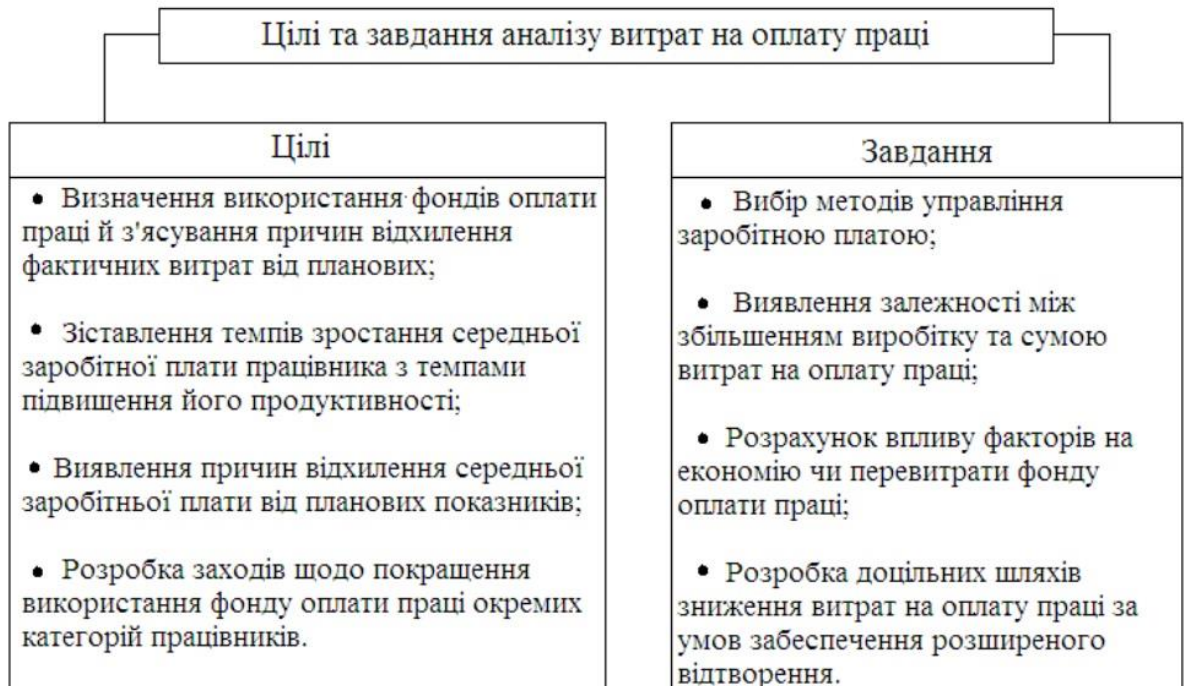 Цілі та завдання аналізу витрат на оплату праці
Цілі
• Визначення використання фондів оплати
праці й з'ясування причин відхилення
фактичних витрат від планових;
• Зіставлення темпів зростання середньої
заробітної плати працівника з темпами
підвищення його продуктивності;
• Виявлення причин відхилення середньої
заробітньої плати від планових показників;
• Розробка заходів щодо покращення
використання фонду оплати праці окремих
категорій працівників.
Завдання
• Вибір методів управління
заробітною платою;
• Виявлення залежності між
збільшенням виробітку та сумою
витрат на оплату праці;
• Розрахунок впливу факторів на
економію чи перевитрати фонду
оплати праці;
• Розробка доцільних шляхів
зниження витрат на оплату праці за
умов забезпечення розширеного
відтворення.